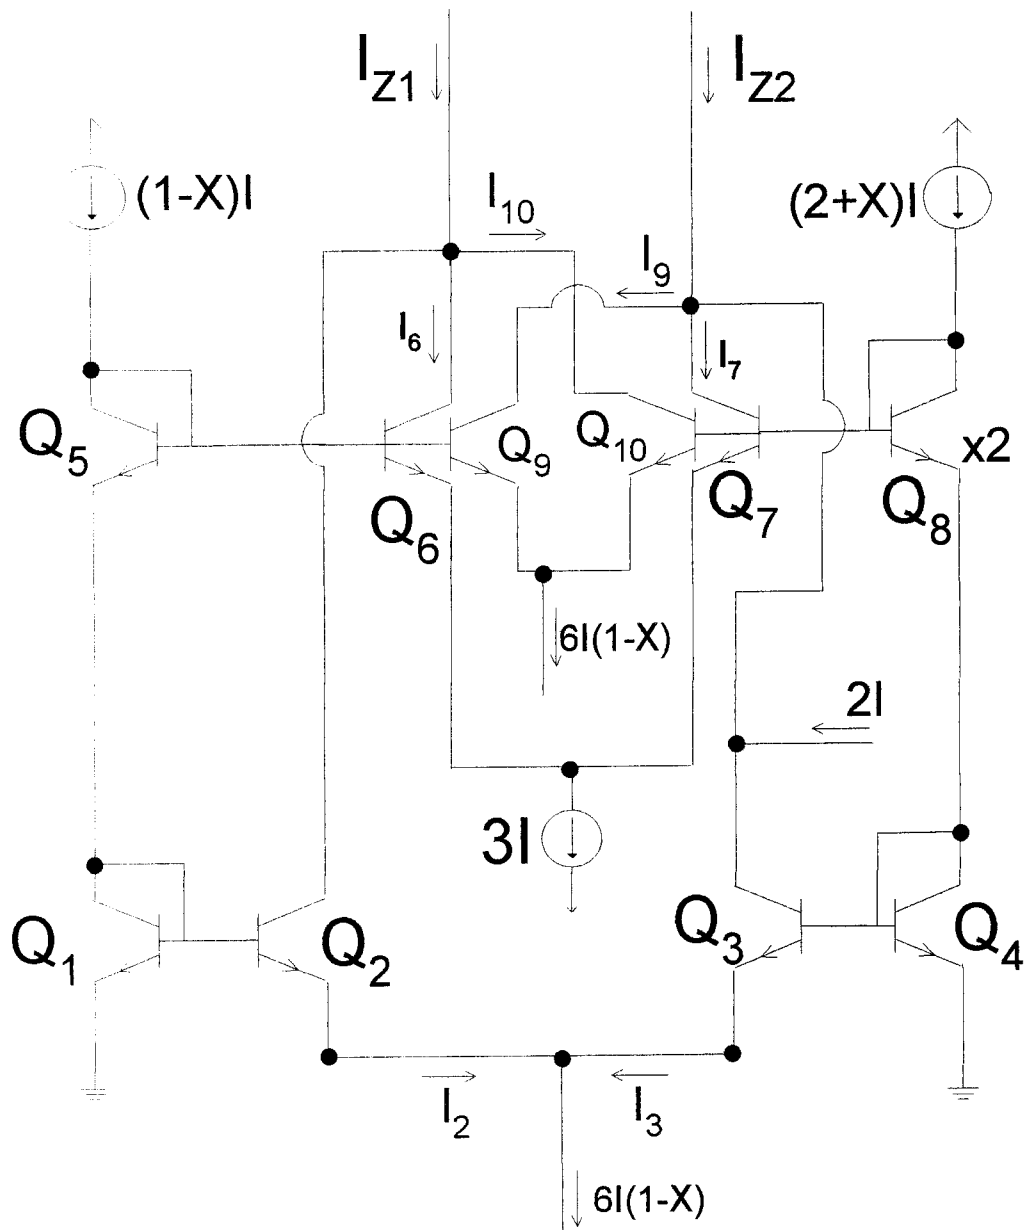 I_Z1
I_Z2
(1-X)I
I_10
(2+X)I
I_9
I_6
I_7
Q_5
Q_9
Q_10
x2
Q_6
Q_7
Q_8
6I(1-X)
2I
3I
Q_1
Q_2
Q_3
Q_4
I_2
I_3
6I(1-X)